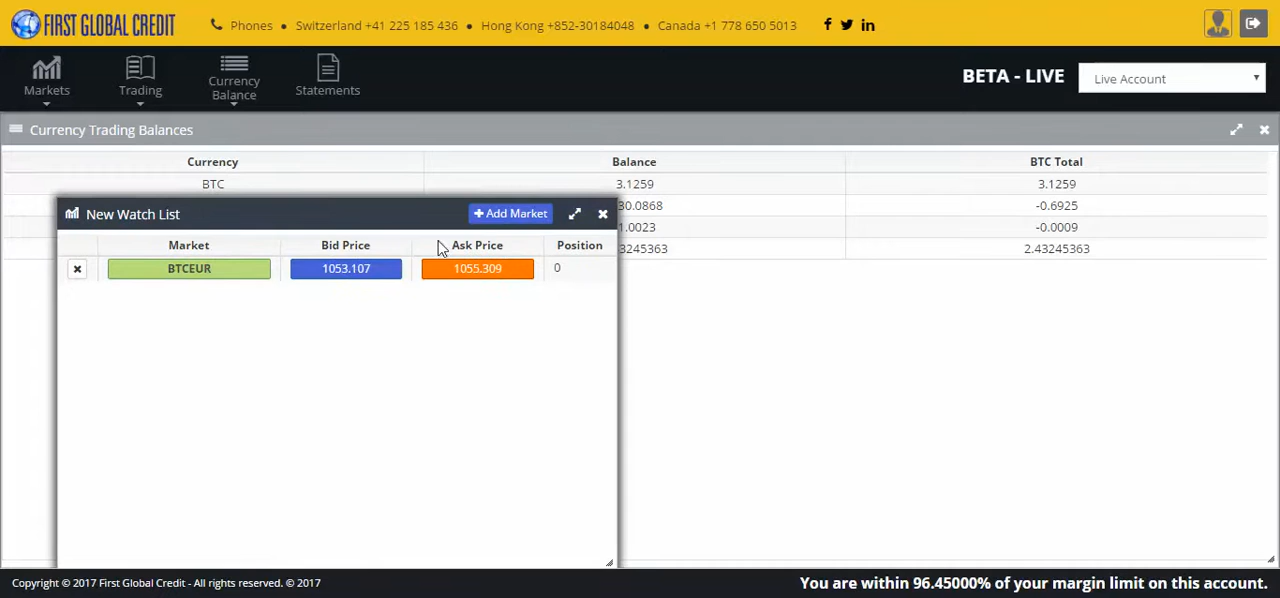 FIRST GLOBAL CREDIT
Phones • Switzerland +41 225 185 436 • Hong Kong +852-30184048 • Canada +1 778 650 5013
Markets
Trading
Currency
Balance
Statements
BETA - LIVE
Live Account
Currency Trading Balances
Currency Balance BTC Total
BTC 3.1259 3.1259
30.0868 -0.6925
1.0023 -0.0009
3245363 2.43245363
New Watch List
+ Add Market
Market Bid Price Ask Price Position
BTCEUR 1053.107 1055.309 0
Copyright © 2017 First Global Credit - All rights reserved. © 2017
You are within 96.45000% of your margin limit on this account.